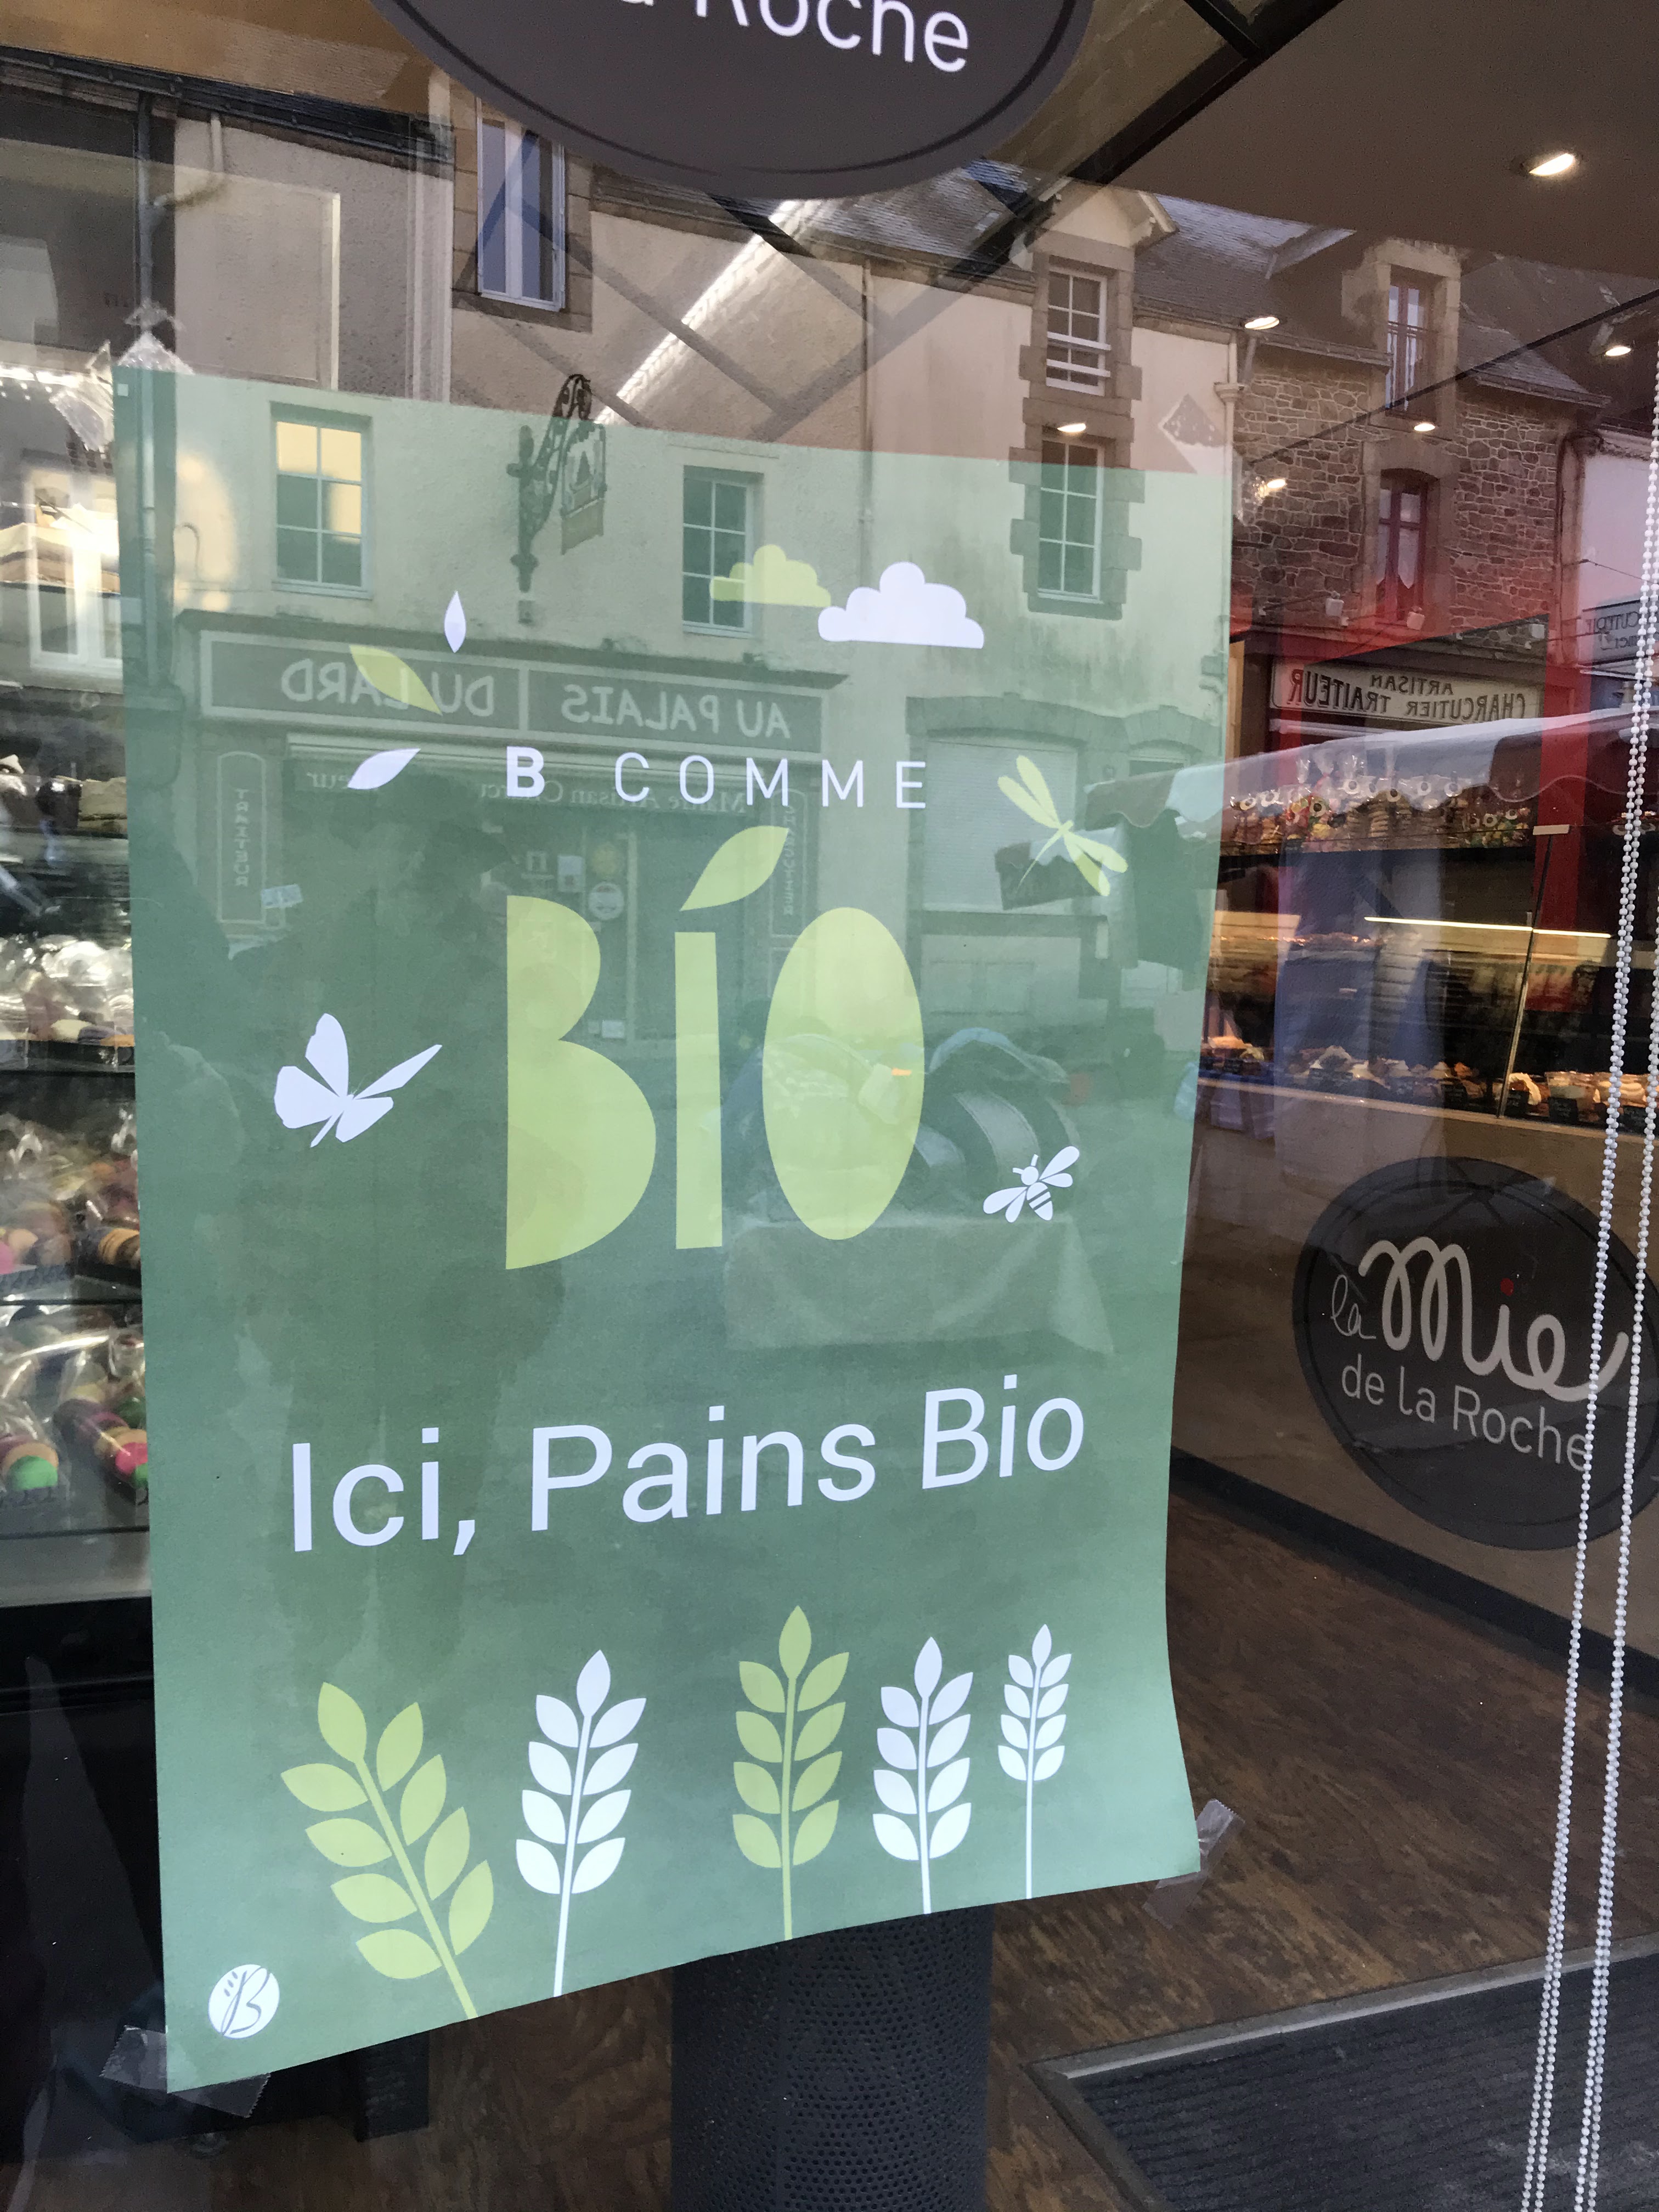 la Roche
DU LARD
AU PALAIS
ARTISAN
CHARCUTIER TRAITEUR
B COMME
BIO
TRAITEUR
Ici, Pains Bio
la Mie
de la Roche
B